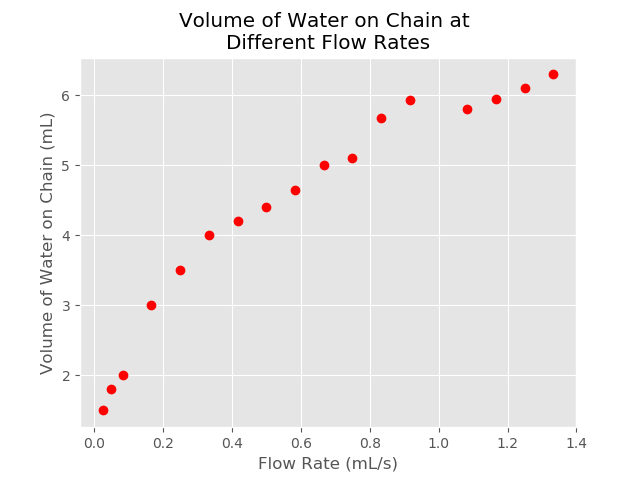 Volume of Water on Chain at
Different Flow Rates
Volume of Water on Chain (mL)
6
5
4
3
2
0.0 0.2 0.4 0.6 0.8 1.0 1.2 1.4
Flow Rate (mL/s)